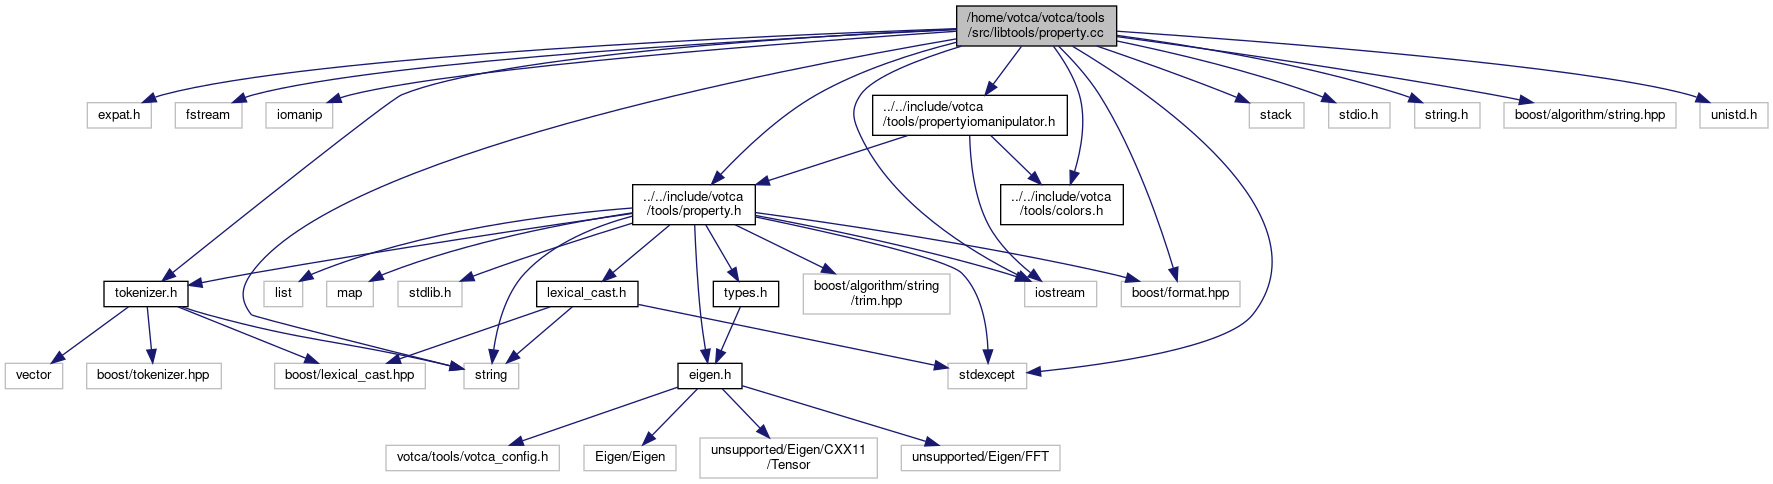 /home/votca/votca/tools
/src/libtools/property.cc
expat.h
fstream
iomanip
../../include/votca
/tools/propertyiomanipulator.h
stack
stdio.h
string.h
boost/algorithm/string.hpp
unistd.h
../../include/votca
/tools/property.h
../../include/votca
/tools/colors.h
tokenizer.h
list
map
stdlib.h
lexical_cast.h
types.h
boost/algorithm/string
/trim.hpp
iostream
boost/format.hpp
vector
boost/tokenizer.hpp
boost/lexical_cast.hpp
string
eigen.h
stdexcept
votca/tools/votca_config.h
Eigen/Eigen
unsupported/Eigen/CXX11
/Tensor
unsupported/Eigen/FFT